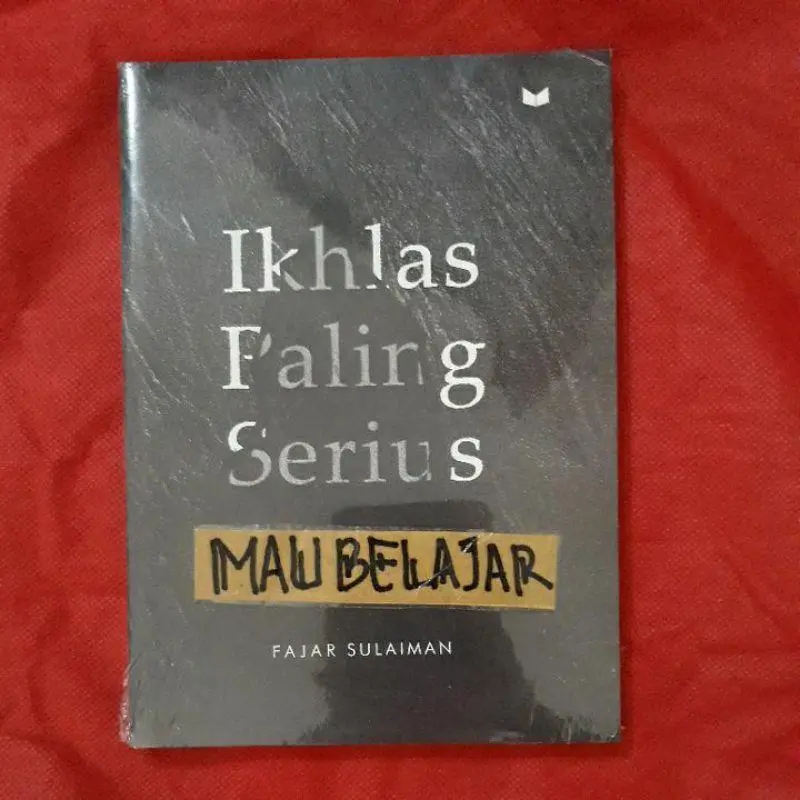 Ikhlas
Paling
Serius
MAU BELAJAR
FAJAR SULAIMAN